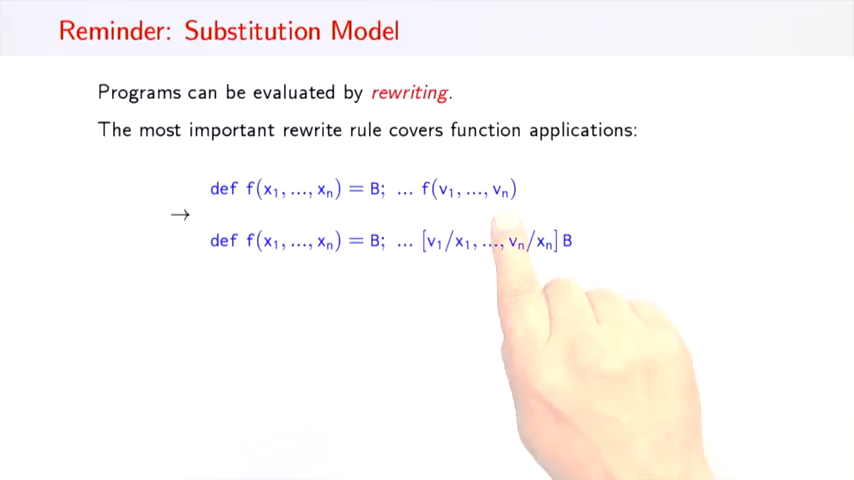 Reminder: Substitution Model
Programs can be evaluated by rewriting.
The most important rewrite rule covers function applications:
def f(x₁, ..., xₙ) = B; ... f(v₁, ..., vₙ)
→
def f(x₁, ..., xₙ) = B; ... [v₁/x₁, ..., vₙ/xₙ] B